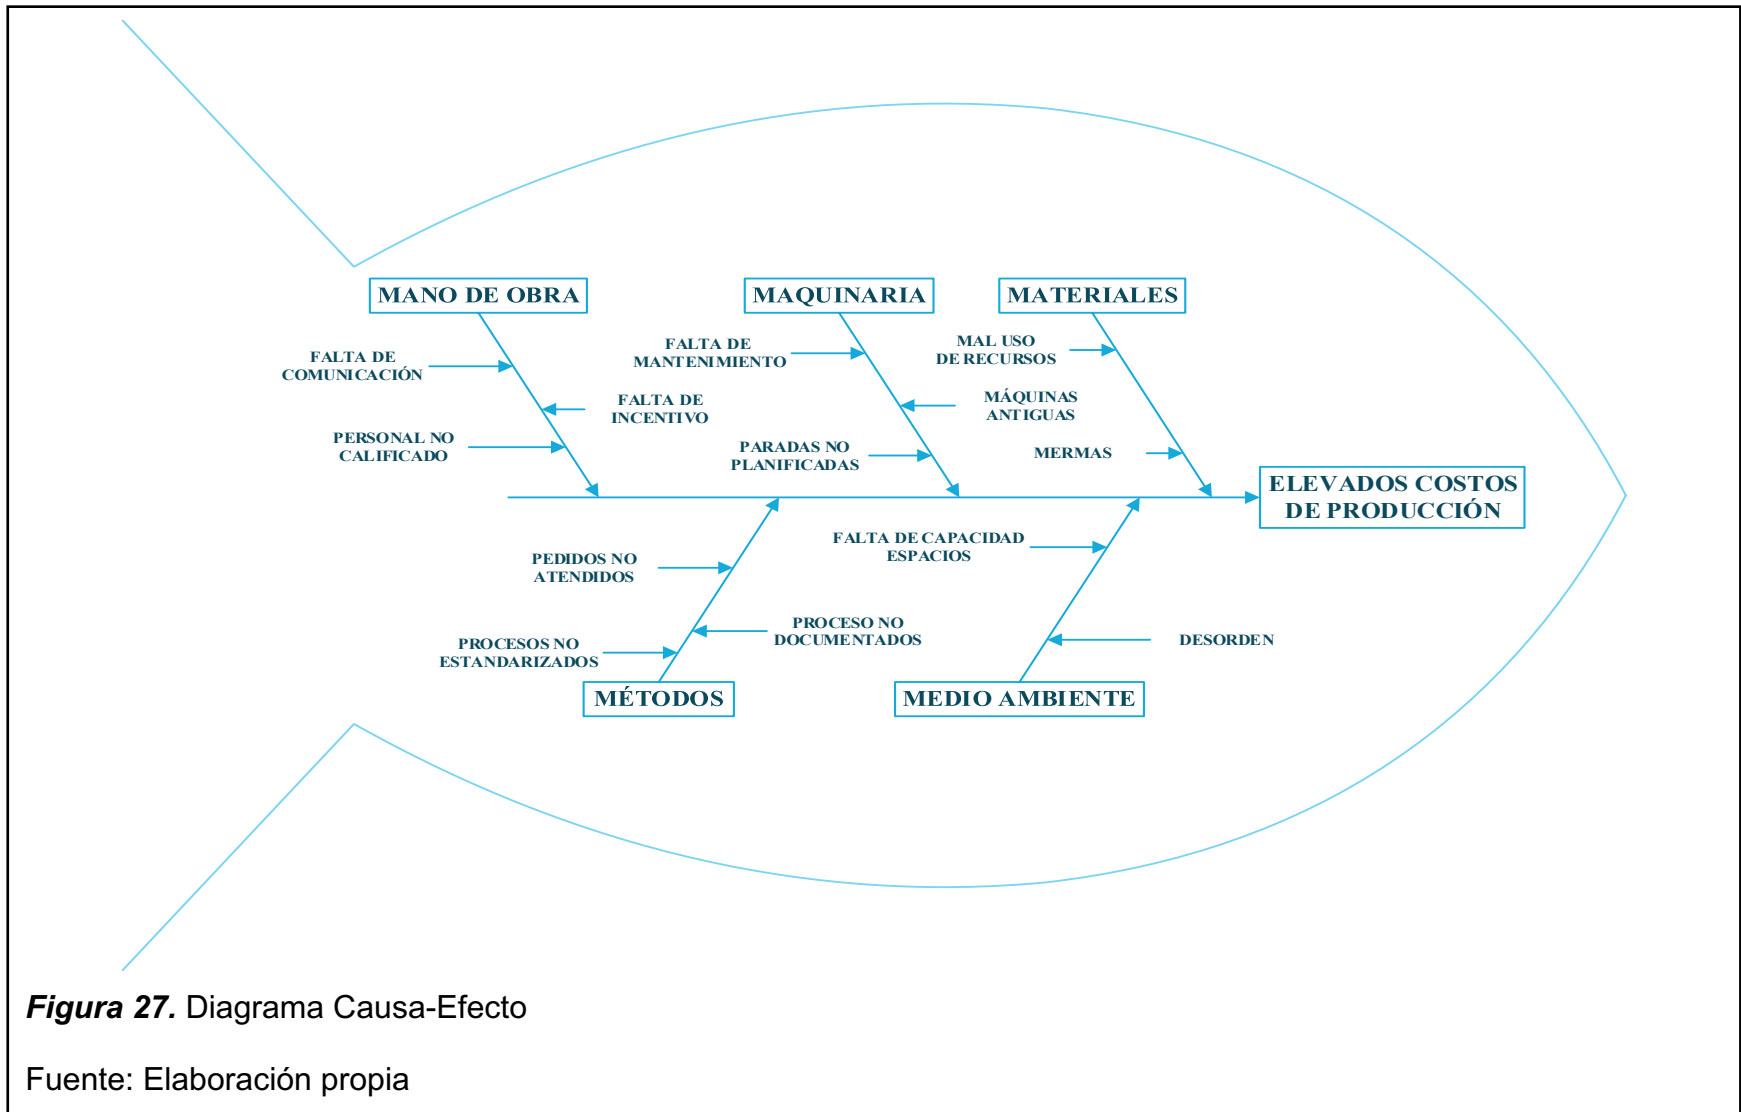 MANO DE OBRA
MAQUINARIA
MATERIALES
FALTA DE
COMUNICACIÓN
FALTA DE
INCENTIVO
PERSONAL NO
CALIFICADO
FALTA DE
MANTENIMIENTO
MÁQUINAS
ANTIGUAS
PARADAS NO
PLANIFICADAS
MAL USO
DE RECURSOS
MERMAS
ELEVADOS COSTOS
DE PRODUCCIÓN
PEDIDOS NO
ATENDIDOS
PROCESO NO
DOCUMENTADOS
PROCESOS NO
ESTANDARIZADOS
FALTA DE CAPACIDAD
ESPACIOS
DESORDEN
MÉTODOS
MEDIO AMBIENTE
Figura 27. Diagrama Causa-Efecto
Fuente: Elaboración propia